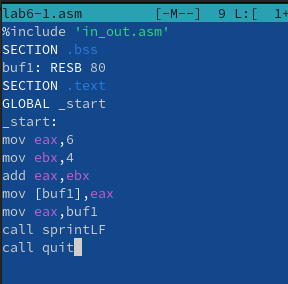 lab6-1.asm [-M--] 9 L:[ 1+
%include 'in_out.asm'
SECTION .bss
buf1: RESB 80
SECTION .text
GLOBAL _start
_start:
mov eax,6
mov ebx,4
add eax,ebx
mov [buf1],eax
mov eax,buf1
call sprintLF
call quit